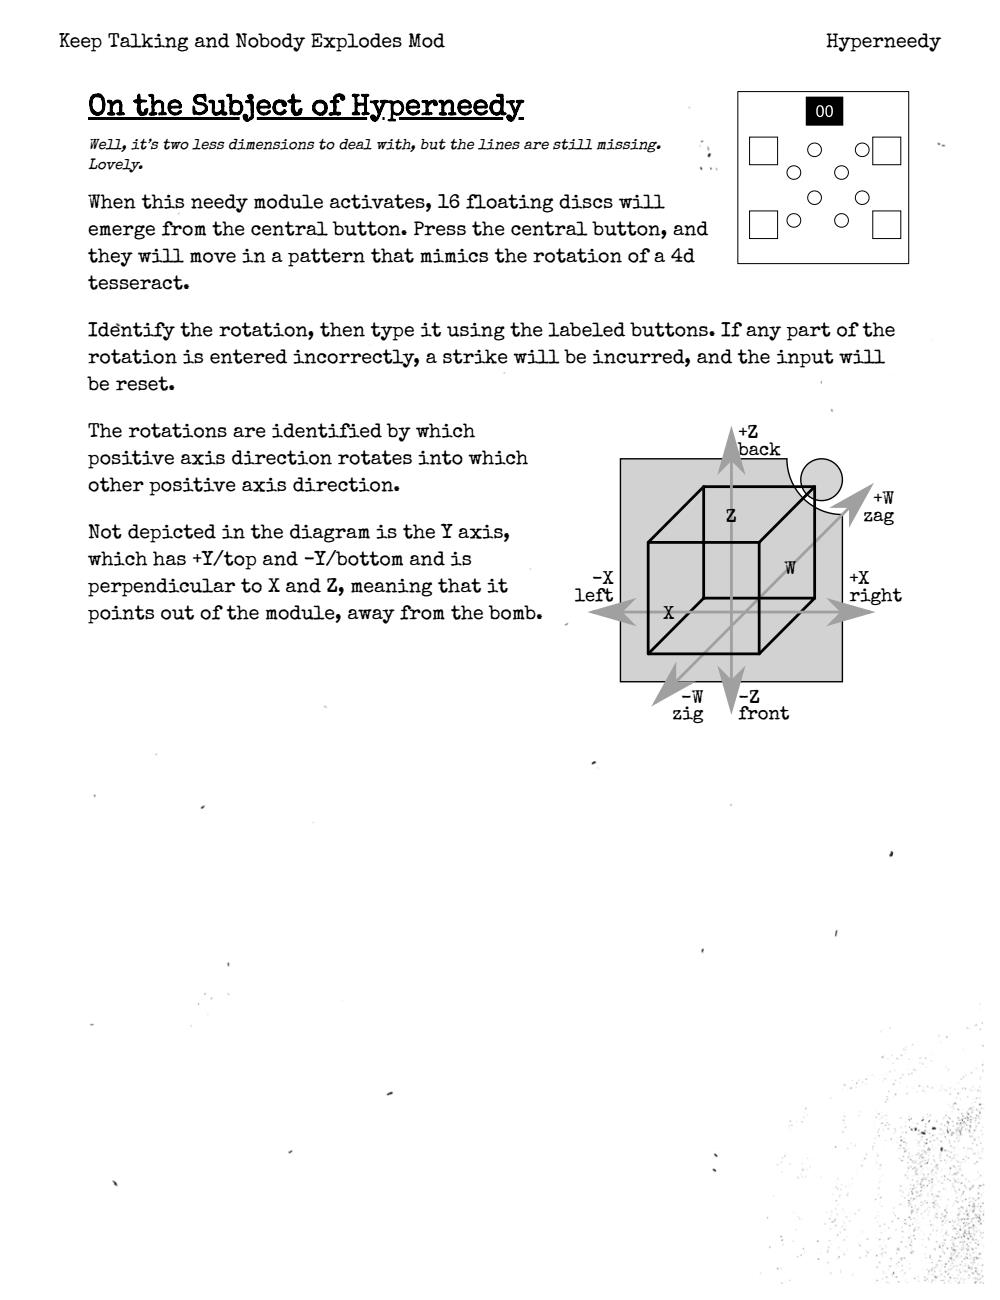 Keep Talking and Nobody Explodes Mod
Hyperneedy
On the Subject of Hyperneedy
00
Well, it's two less dimensions to deal with, but the lines are still missing.
Lovely.
When this needy module activates, 16 floating discs will
emerge from the central button. Press the central button, and
they will move in a pattern that mimics the rotation of a 4d
tesseract.
Identify the rotation, then type it using the labeled buttons. If any part of the
rotation is entered incorrectly, a strike will be incurred, and the input will
be reset.
The rotations are identified by which
positive axis direction rotates into which
other positive axis direction.
Not depicted in the diagram is the Y axis,
which has +Y/top and -Y/bottom and is
perpendicular to X and Z, meaning that it
points out of the module, away from the bomb.
+Z
back
+W
zag
Z
W
-X
left
+X
right
X
-W
zig
-Z
front